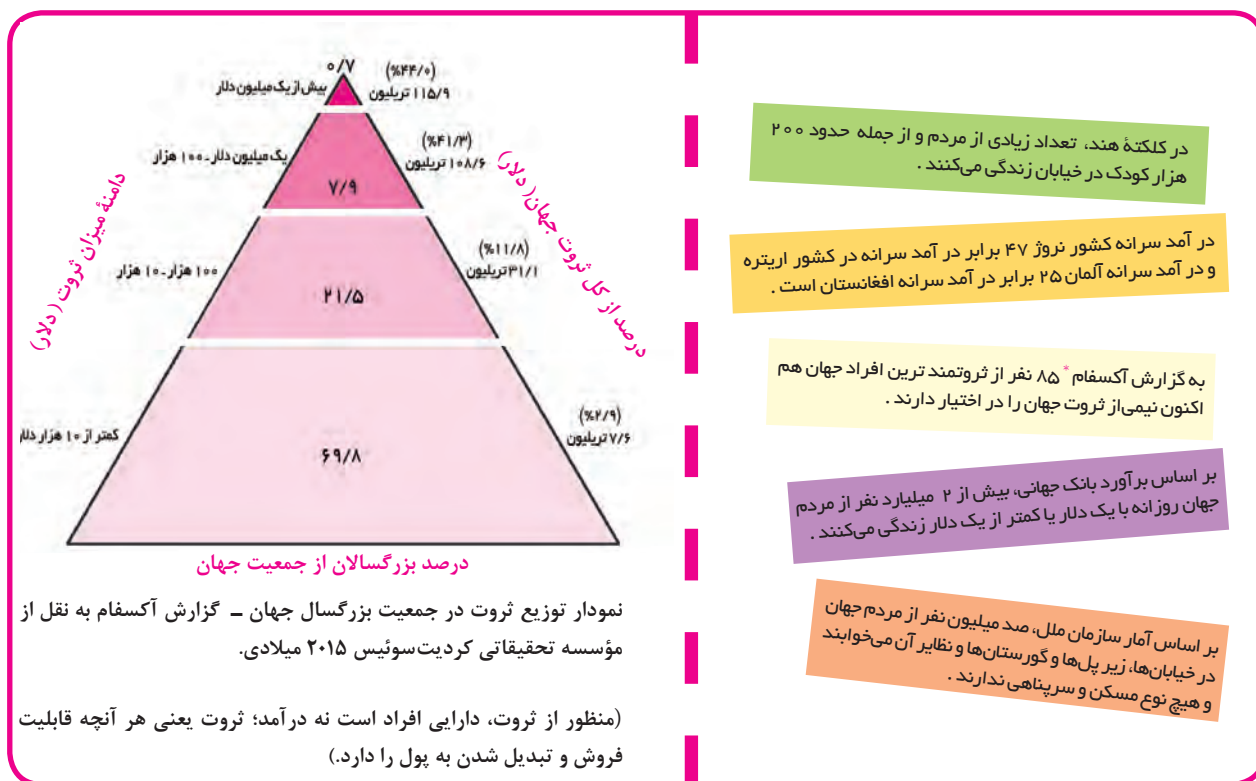 در کلکتهٔ هند، تعداد زیادی از مردم و از جمله حدود ۲۰۰
هزار کودک در خیابان زندگی می‌کنند.
در آمد سرانه کشور نروژ ۴۷ برابر در آمد سرانه در کشور اریتره
و در آمد سرانه آلمان ۲۵ برابر در آمد سرانه افغانستان است.
به گزارش آکسفام* ۸۵ نفر از ثروتمند ترین افراد جهان هم
اکنون نیمی‌از ثروت جهان را در اختیار دارند.
بر اساس برآورد بانک جهانی، بیش از ۲ میلیارد نفر از مردم
جهان روزانه با یک دلار یا کمتر از یک دلار زندگی می‌کنند.
بر اساس آمار سازمان ملل، صد میلیون نفر از مردم جهان
در خیابان‌ها، زیر پل‌ها و گورستان‌ها و نظایر آن می‌خوابند
و هیچ نوع مسکن و سرپناهی ندارند.
۰/۷
(%۴۴/۰)
۱۱۵/۹ تریلیون
بیش از یک میلیون دلار
(%۴۱/۳)
۱۰۸/۶ تریلیون
یک میلیون دلار ـ ۱۰۰ هزار
۷/۹
درصد از کل ثروت جهان (دلار)
دامنهٔ میزان ثروت (دلار)
(%۱۱/۸)
۳۱/۱ تریلیون
۱۰۰ هزار ـ ۱۰ هزار
۲۱/۵
(%۲/۹)
۷/۶ تریلیون
کمتر از ۱۰ هزار دلار
۶۹/۸
درصد بزرگسالان از جمعیت جهان
نمودار توزیع ثروت در جمعیت بزرگسال جهان ـ گزارش آکسفام به نقل از
مؤسسه تحقیقاتی کردیت‌سوئیس ۲۰۱۵ میلادی.
(منظور از ثروت، دارایی افراد است نه درآمد؛ ثروت یعنی هر آنچه قابلیت
فروش و تبدیل شدن به پول را دارد.)